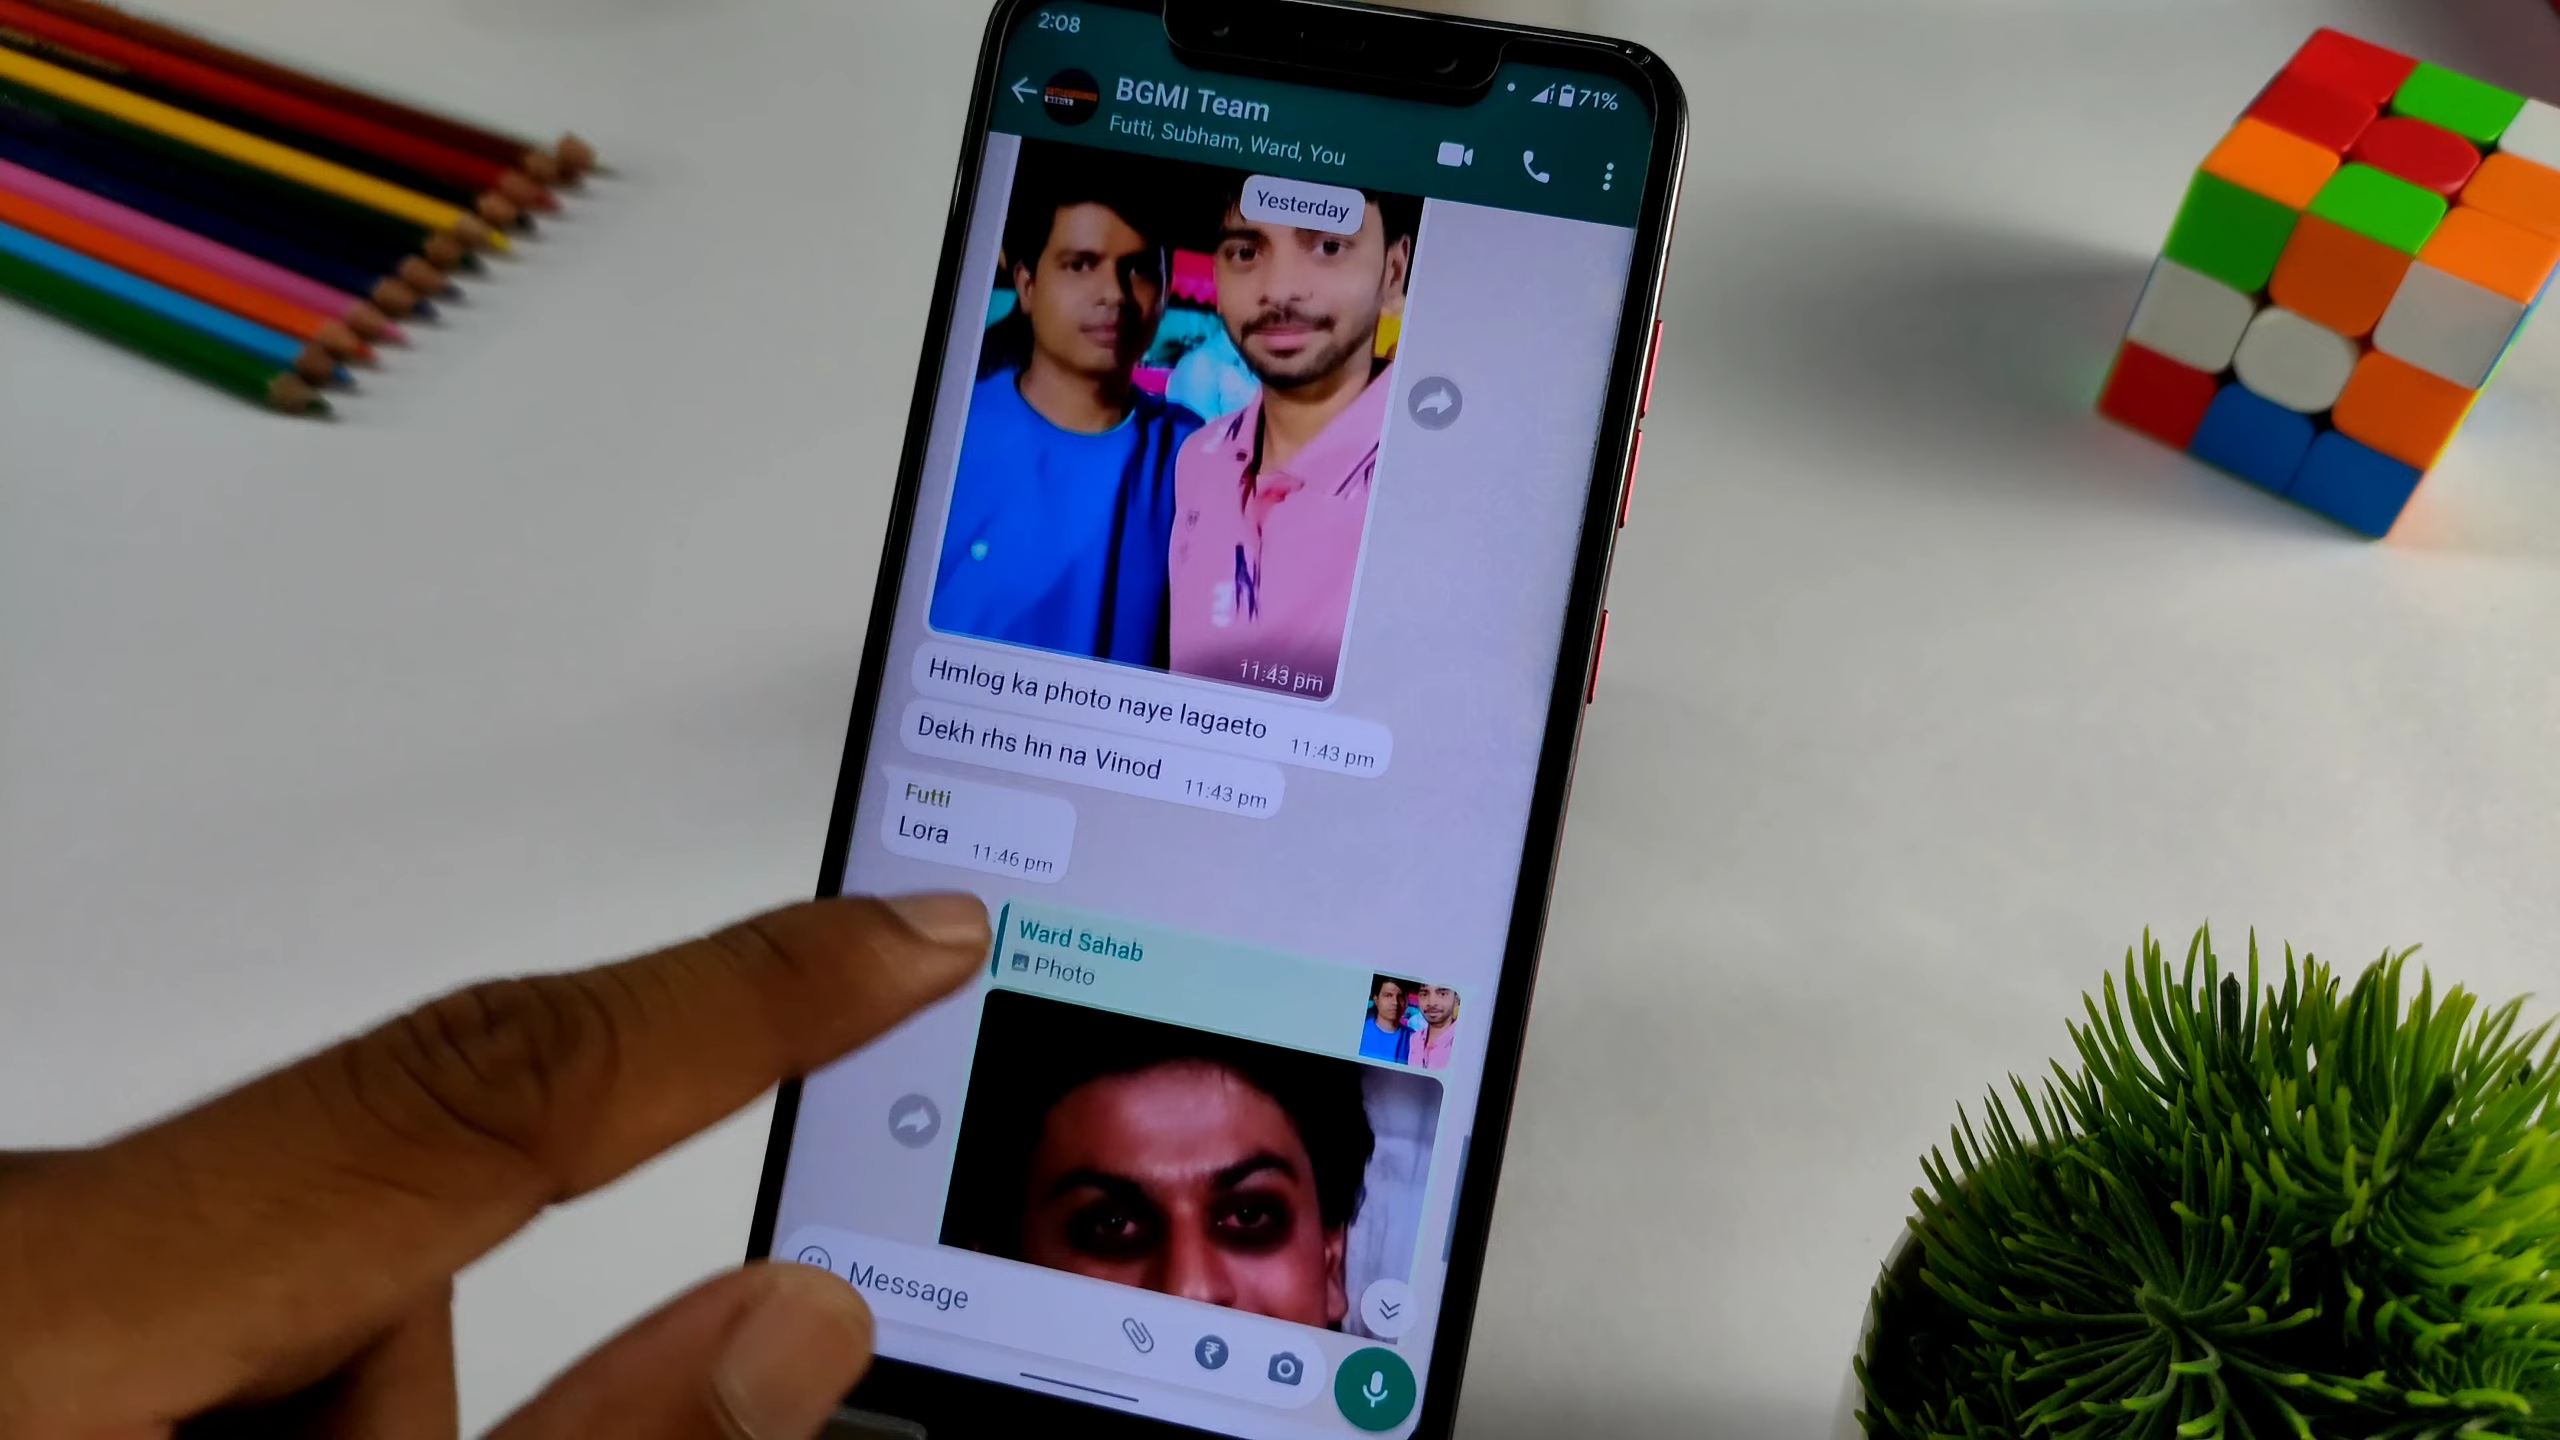 2:08
71%
BGMI Team
Futti, Subham, Ward, You
Yesterday
11:43 pm
Hmlog ka photo naye lagaeto
11:43 pm
Dekh rhs hn na Vinod
11:43 pm
Futti
Lora
11:46 pm
Ward Sahab
Photo
Message
₹